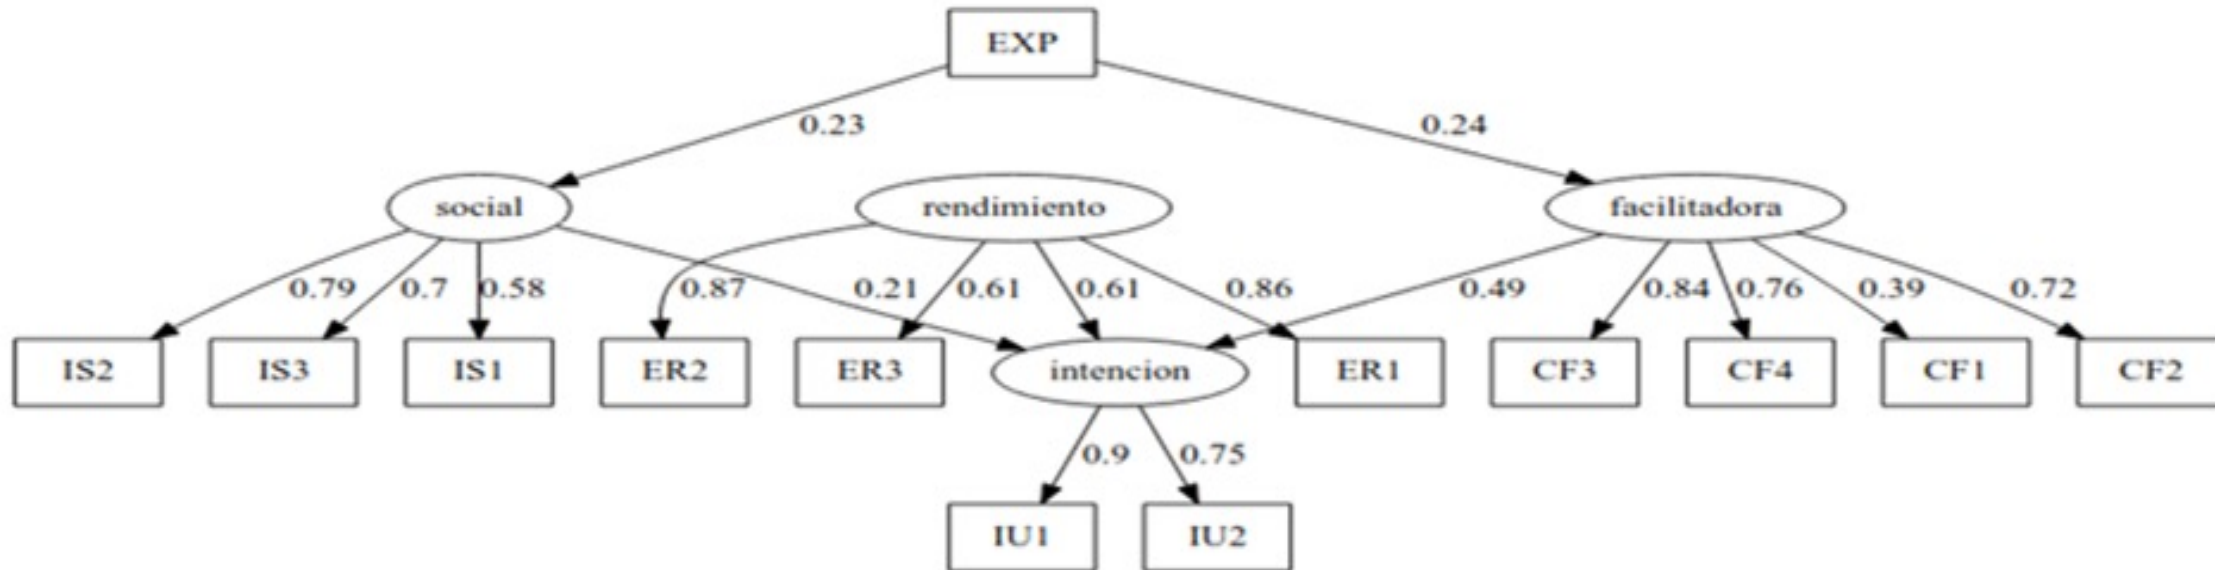 EXP
0.23 0.24
social rendimiento facilitadora
0.79 0.7 0.58 0.87 0.21 0.61 0.61 0.86 0.49 0.84 0.76 0.39 0.72
IS2 IS3 IS1 ER2 ER3 intencion ER1 CF3 CF4 CF1 CF2
0.9 0.75
IU1 IU2